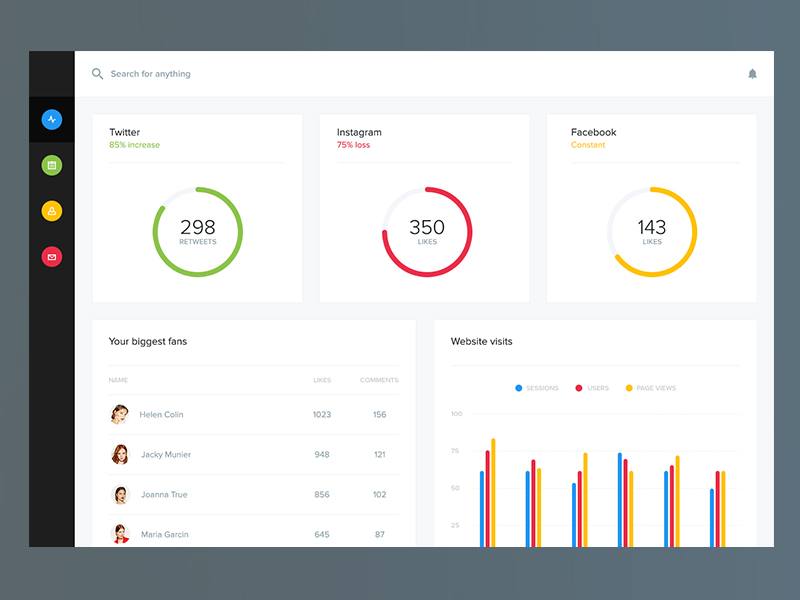 Search for anything
Twitter
85% increase
298
RETWEETS
Instagram
75% loss
350
LIKES
Facebook
Constant
143
LIKES
Your biggest fans
NAME LIKES COMMENTS
Helen Colin 1023 156
Jacky Munier 948 121
Joanna True 856 102
Maria Garcin 645 87
Website visits
SESSIONS USERS PAGE VIEWS
100
75
50
25